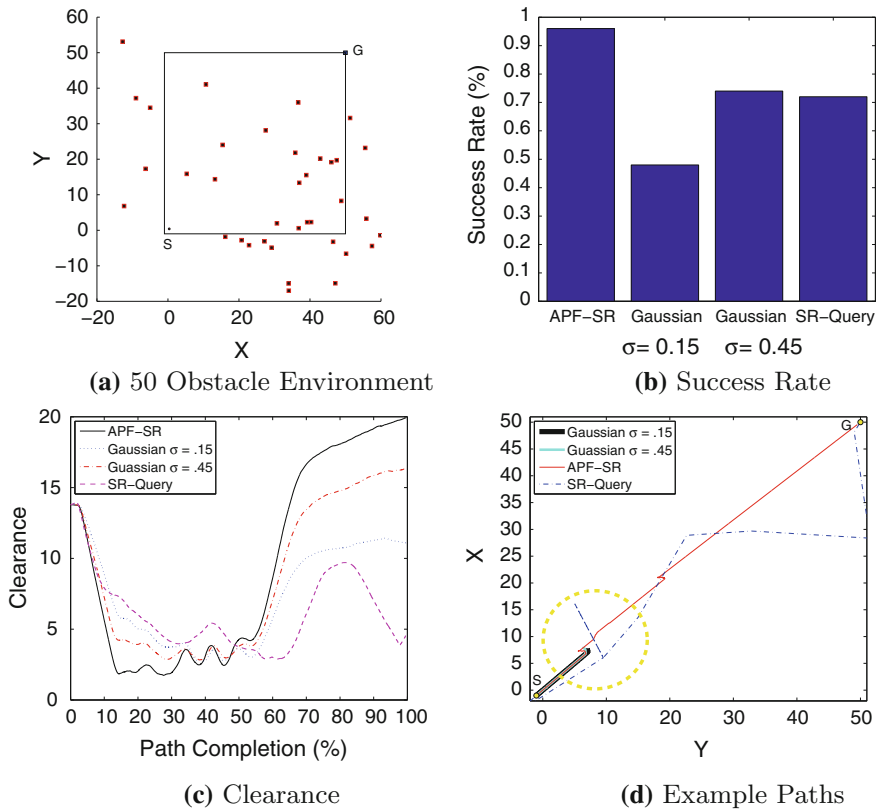 60
50
40
30
20
10
0
−10
−20
Y
G
S
−20
0
20
40
60
X
(a) 50 Obstacle Environment
1
0.9
0.8
0.7
0.6
0.5
0.4
0.3
0.2
0.1
0
Success Rate (%)
APF−SR
Gaussian
Gaussian
SR−Query
σ= 0.15
σ= 0.45
(b) Success Rate
20
15
10
5
0
Clearance
APF−SR
Guassian σ = .15
Guassian σ = .45
SR−Query
0
10
20
30
40
50
60
70
80
90
100
Path Completion (%)
(c) Clearance
50
45
40
35
30
25
20
15
10
5
0
X
Gaussian σ = .15
Gaussian σ = .45
APF−SR
SR−Query
G
S
0
10
20
30
40
50
Y
(d) Example Paths